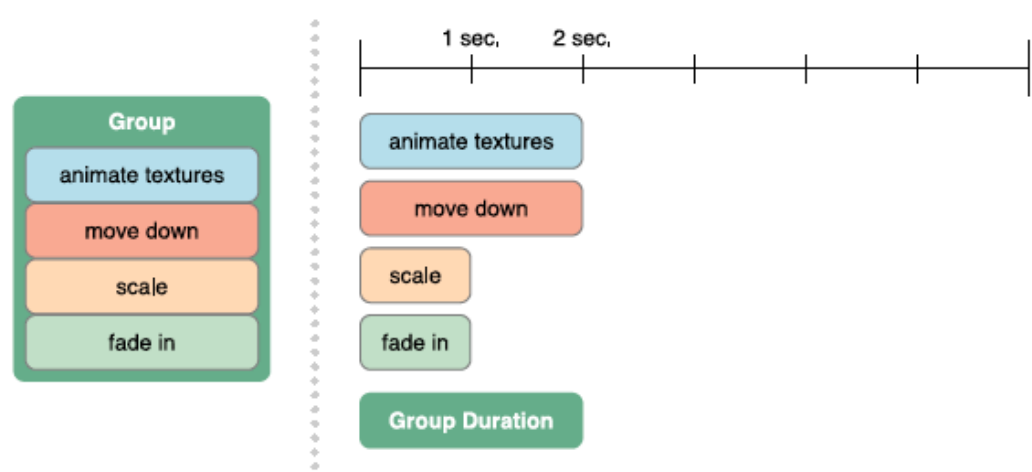 Group
animate textures
move down
scale
fade in
1 sec. 2 sec.
animate textures
move down
scale
fade in
Group Duration